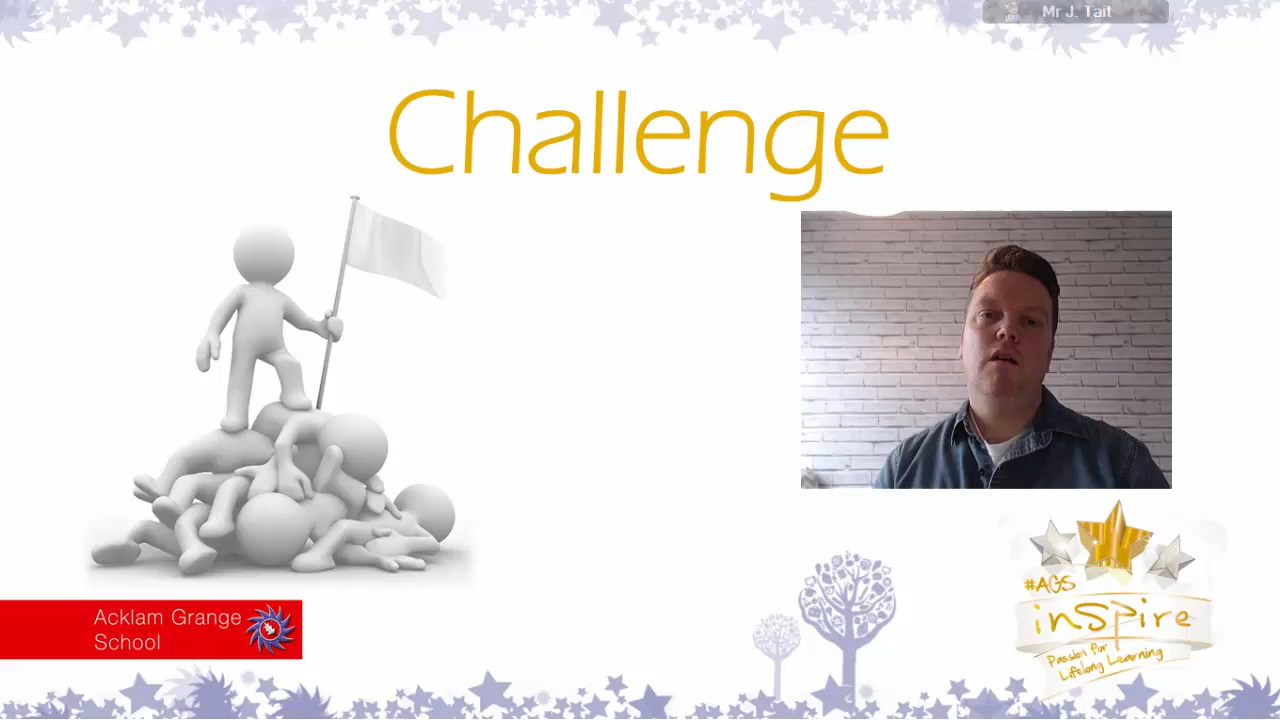 Mr J. Tait
Challenge
Acklam Grange
School
#AGS
inspire
Passion for
Lifelong Learning